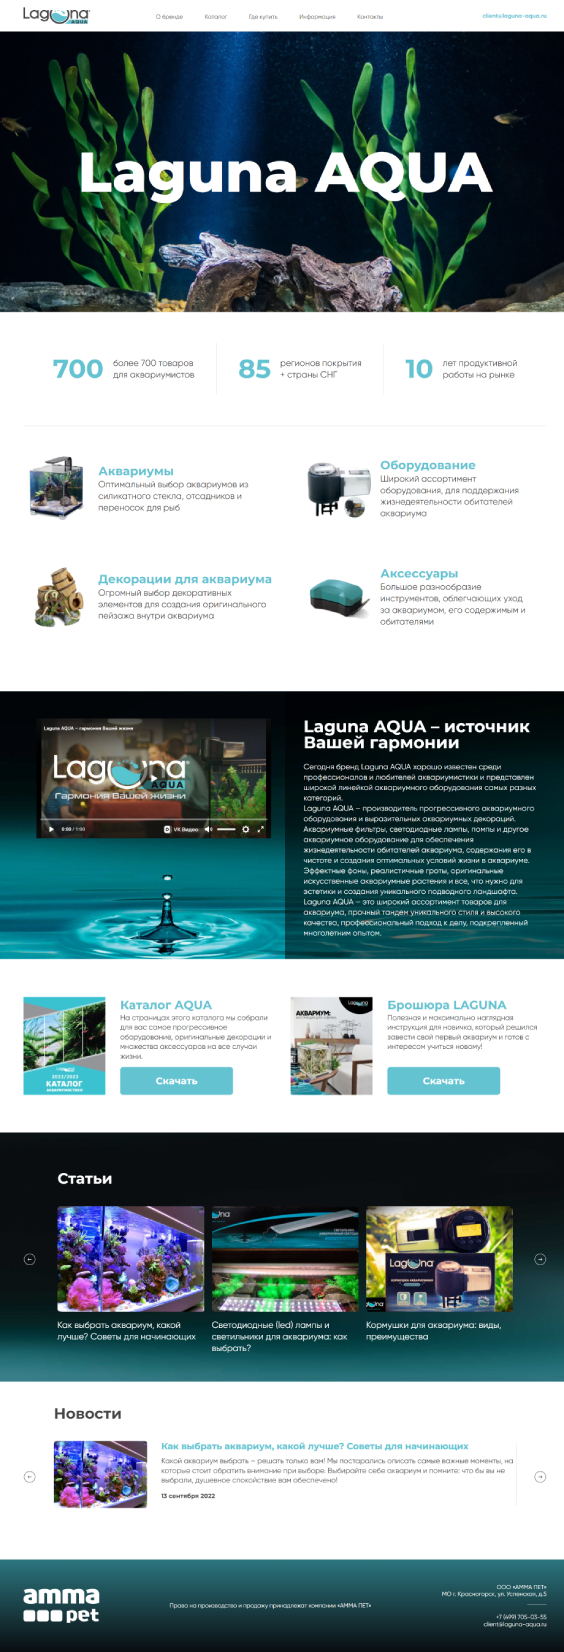 Laguna AQUA
О бренде
Каталог
Где купить
Информация
Контакты
client@laguna-aqua.ru
Laguna AQUA
700
более 700 товаров
для аквариумистов
85
регионов покрытия
+ страны СНГ
10
лет продуктивной
работы на рынке
Аквариумы
Оптимальный выбор аквариумов из
силикатного стекла, отсадников и
переносок для рыб
Оборудование
Широкий ассортимент
оборудования, для поддержания
жизнедеятельности обитателей
аквариума
Декорации для аквариума
Огромный выбор декоративных
элементов для создания оригинального
пейзажа внутри аквариума
Аксессуары
Большое разнообразие
инструментов, облегчающих уход
за аквариумом, его содержимым и
обитателями
Laguna AQUA – гармония Вашей жизни
Laguna
AQUA
Гармония Вашей жизни
0:00 / 1:00
VK Видео
Laguna AQUA – источник
Вашей гармонии
Сегодня бренд Laguna AQUA хорошо известен среди
профессионалов и любителей аквариумистики и представлен
широкой линейкой аквариумного оборудования самых разных
категорий.
Laguna AQUA – производитель прогрессивного аквариумного
оборудования и выразительных аквариумных декораций.
Аквариумные фильтры, светодиодные лампы, помпы и другое
аквариумное оборудование для обеспечения
жизнедеятельности обитателей аквариума, содержания его в
чистоте и создания оптимальных условий жизни в аквариуме.
Эффектные фоны, реалистичные гроты, оригинальные
искусственные аквариумные растения и все, что нужно для
эстетики и создания уникального подводного ландшафта.
Laguna AQUA – это широкий ассортимент товаров для
аквариума, прочный тандем уникального стиля и высокого
качества, профессиональный подход к делу, подкрепленный
многолетним опытом.
2022/2023
КАТАЛОГ
АКВАРИУМИСТИКА
Каталог AQUA
На страницах этого каталога мы собрали
для вас самое прогрессивное
оборудование, оригинальные декорации и
множества аксессуаров на все случаи
жизни.
Скачать
Laguna
АКВАРИУМ:
Брошюра LAGUNA
Полезная и максимально наглядная
инструкция для новичка, который решился
завести свой первый аквариум и готов с
интересом учиться новому!
Скачать
Статьи
Laguna
Как выбрать аквариум, какой
лучше? Советы для начинающих
Светодиодные (led) лампы и
светильники для аквариума: как
выбрать?
Кормушки для аквариума: виды,
преимущества
Новости
Как выбрать аквариум, какой лучше? Советы для начинающих
Какой аквариум выбрать – решать только вам! Мы постарались описать самые важные моменты, на
которые стоит обратить внимание при выборе. Выбирайте себе аквариум и помните: что бы вы не
выбрали, душевное спокойствие вам обеспечено!
13 сентября 2022
amma
pet
Права на производство и продажу принадлежат компании «АММА ПЕТ»
ООО «АММА ПЕТ»
МО г. Красногорск, ул. Успенская, д.5
+7 (499) 705-03-55
client@laguna-aqua.ru